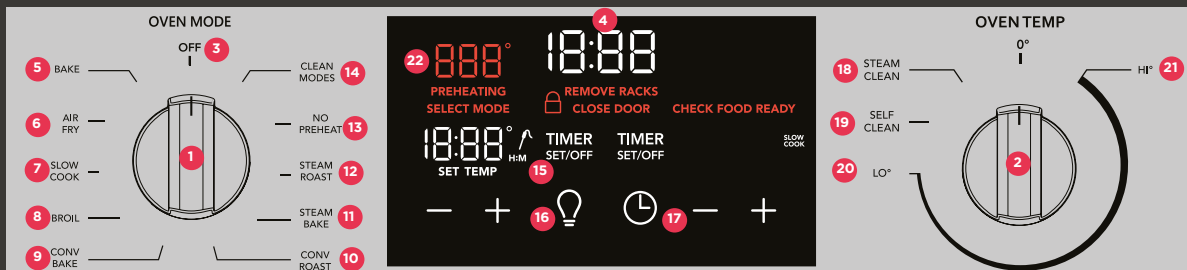 OVEN MODE
OFF 3
5 BAKE
6 AIR
FRY
7 SLOW
COOK
8 BROIL
9 CONV
BAKE
1
CLEAN
MODES 14
NO
PREHEAT 13
STEAM
ROAST 12
STEAM
BAKE 11
CONV
ROAST 10
4
22 888° 18:88
PREHEATING
SELECT MODE
REMOVE RACKS
CLOSE DOOR
CHECK FOOD READY
18:88° H:M
SET TEMP
15
TIMER
SET/OFF
TIMER
SET/OFF
SLOW
COOK
− + 16 17 − +
OVEN TEMP
0°
18 STEAM
CLEAN
19 SELF
CLEAN
20 LO°
2
HI° 21